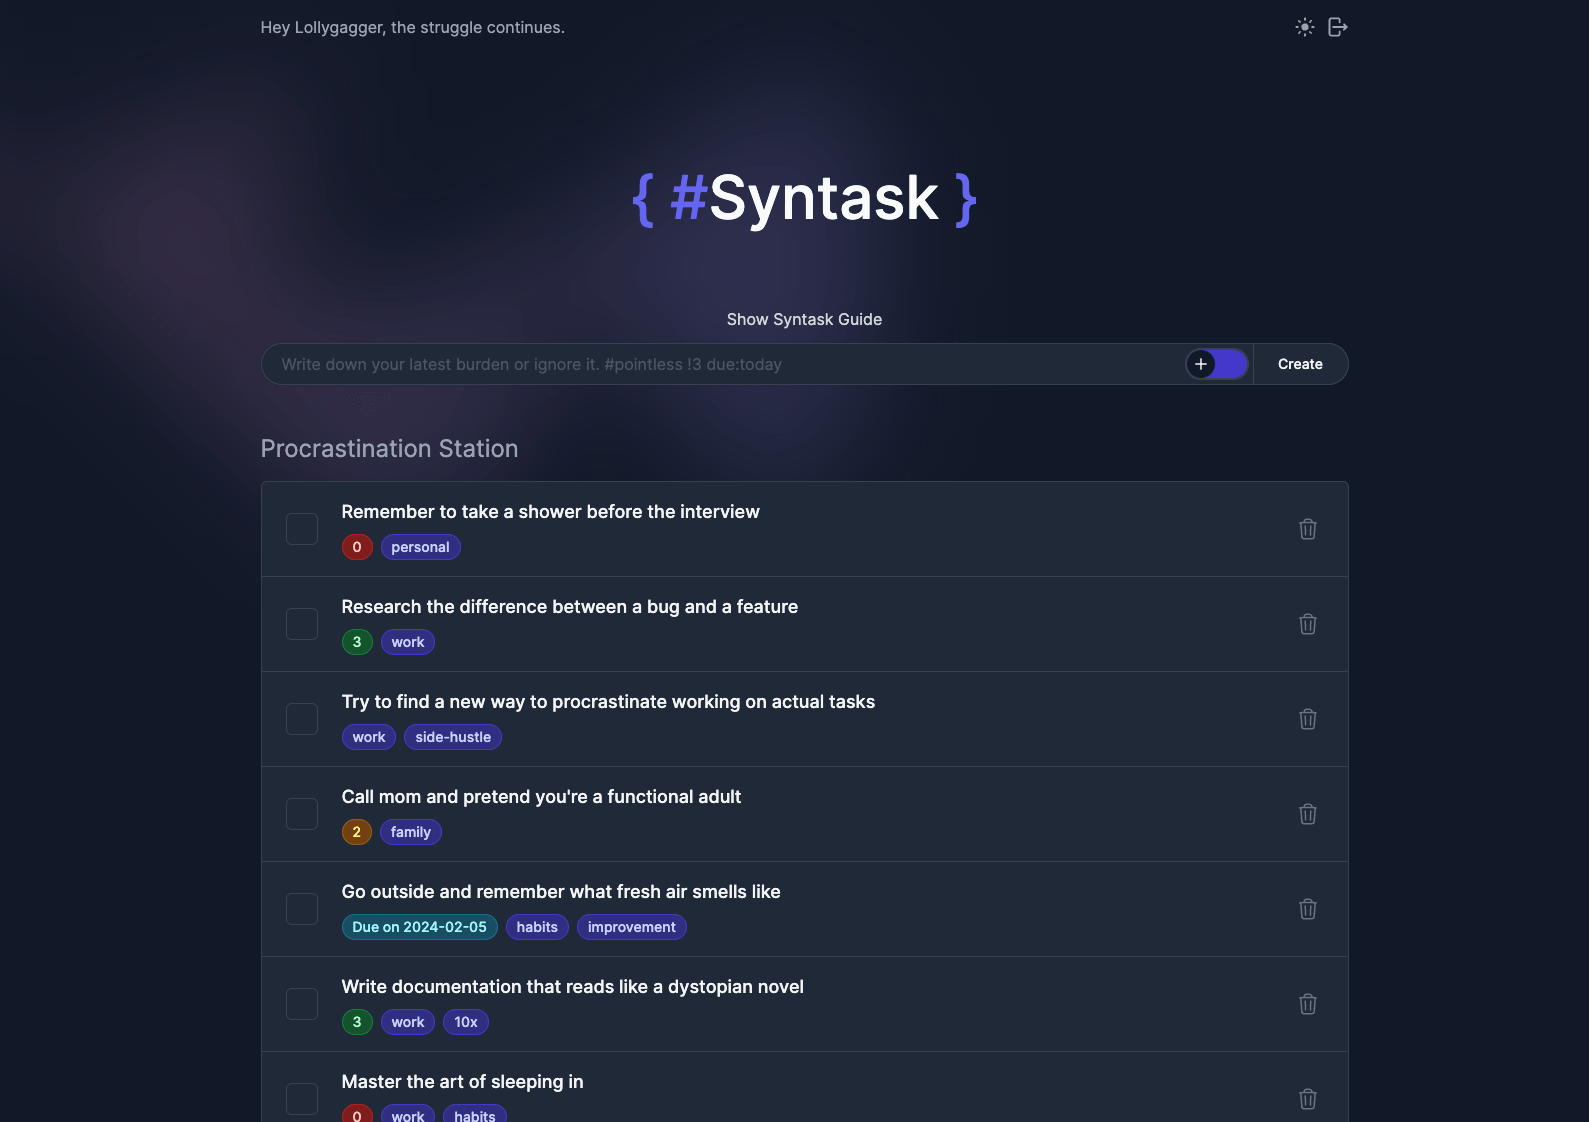 Hey Lollygagger, the struggle continues.
{ #Syntask }
Show Syntask Guide
Write down your latest burden or ignore it. #pointless !3 due:today
+
Create
Procrastination Station
Remember to take a shower before the interview
0 personal
Research the difference between a bug and a feature
3 work
Try to find a new way to procrastinate working on actual tasks
work side-hustle
Call mom and pretend you're a functional adult
2 family
Go outside and remember what fresh air smells like
Due on 2024-02-05 habits improvement
Write documentation that reads like a dystopian novel
3 work 10x
Master the art of sleeping in
0 work habits